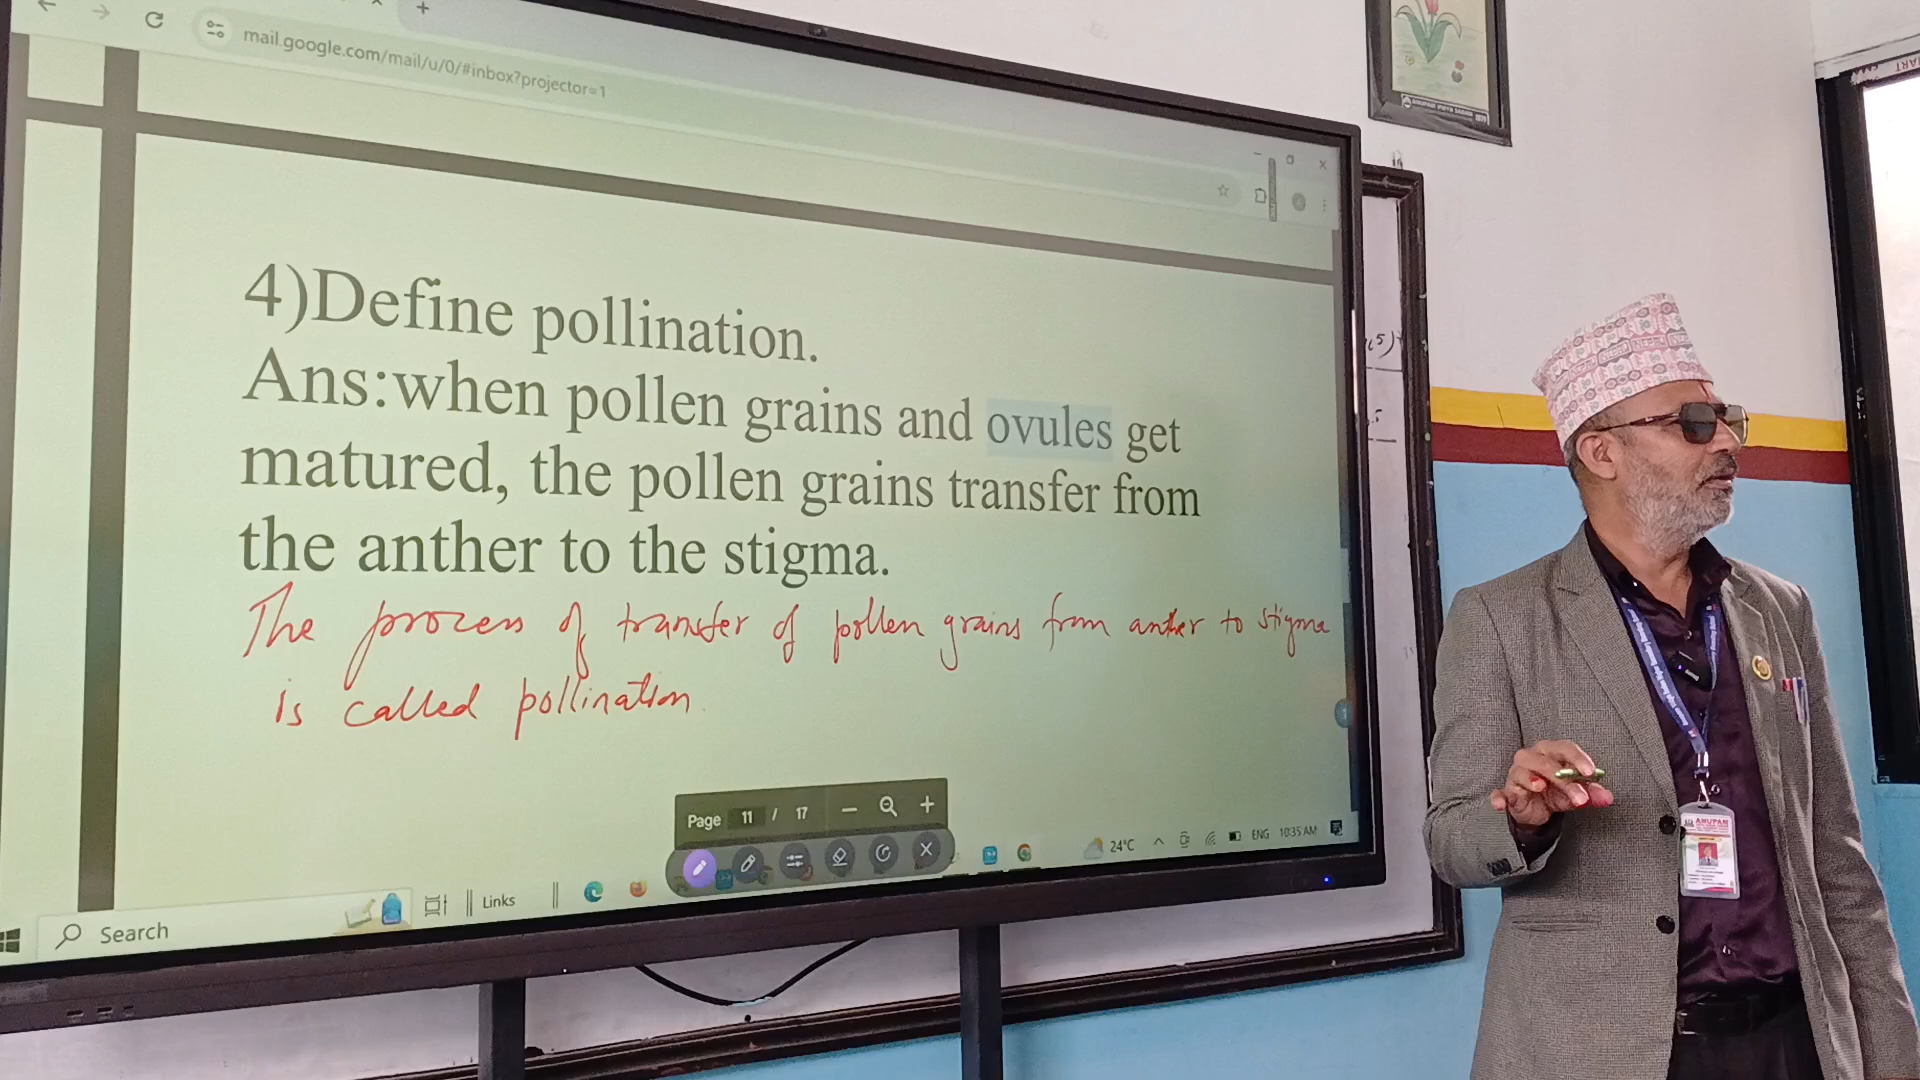 mail.google.com/mail/u/0/#inbox?projector=1
4)Define pollination.
Ans:when pollen grains and ovules get
matured, the pollen grains transfer from
the anther to the stigma.
The process of transfer of pollen grains from anther to stigma
is called pollination.
Page 11 / 17
24°C
ENG 10:35 AM
Links
Search
ANUPAM